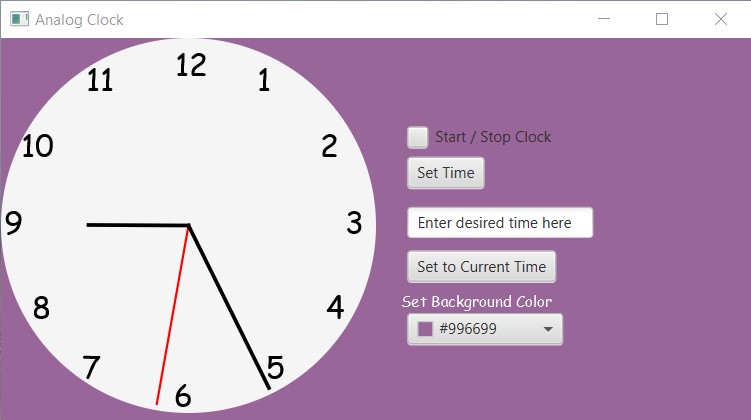 Analog Clock
12
11
1
10
2
9
3
8
4
7
5
6
Start / Stop Clock
Set Time
Enter desired time here
Set to Current Time
Set Background Color
#996699